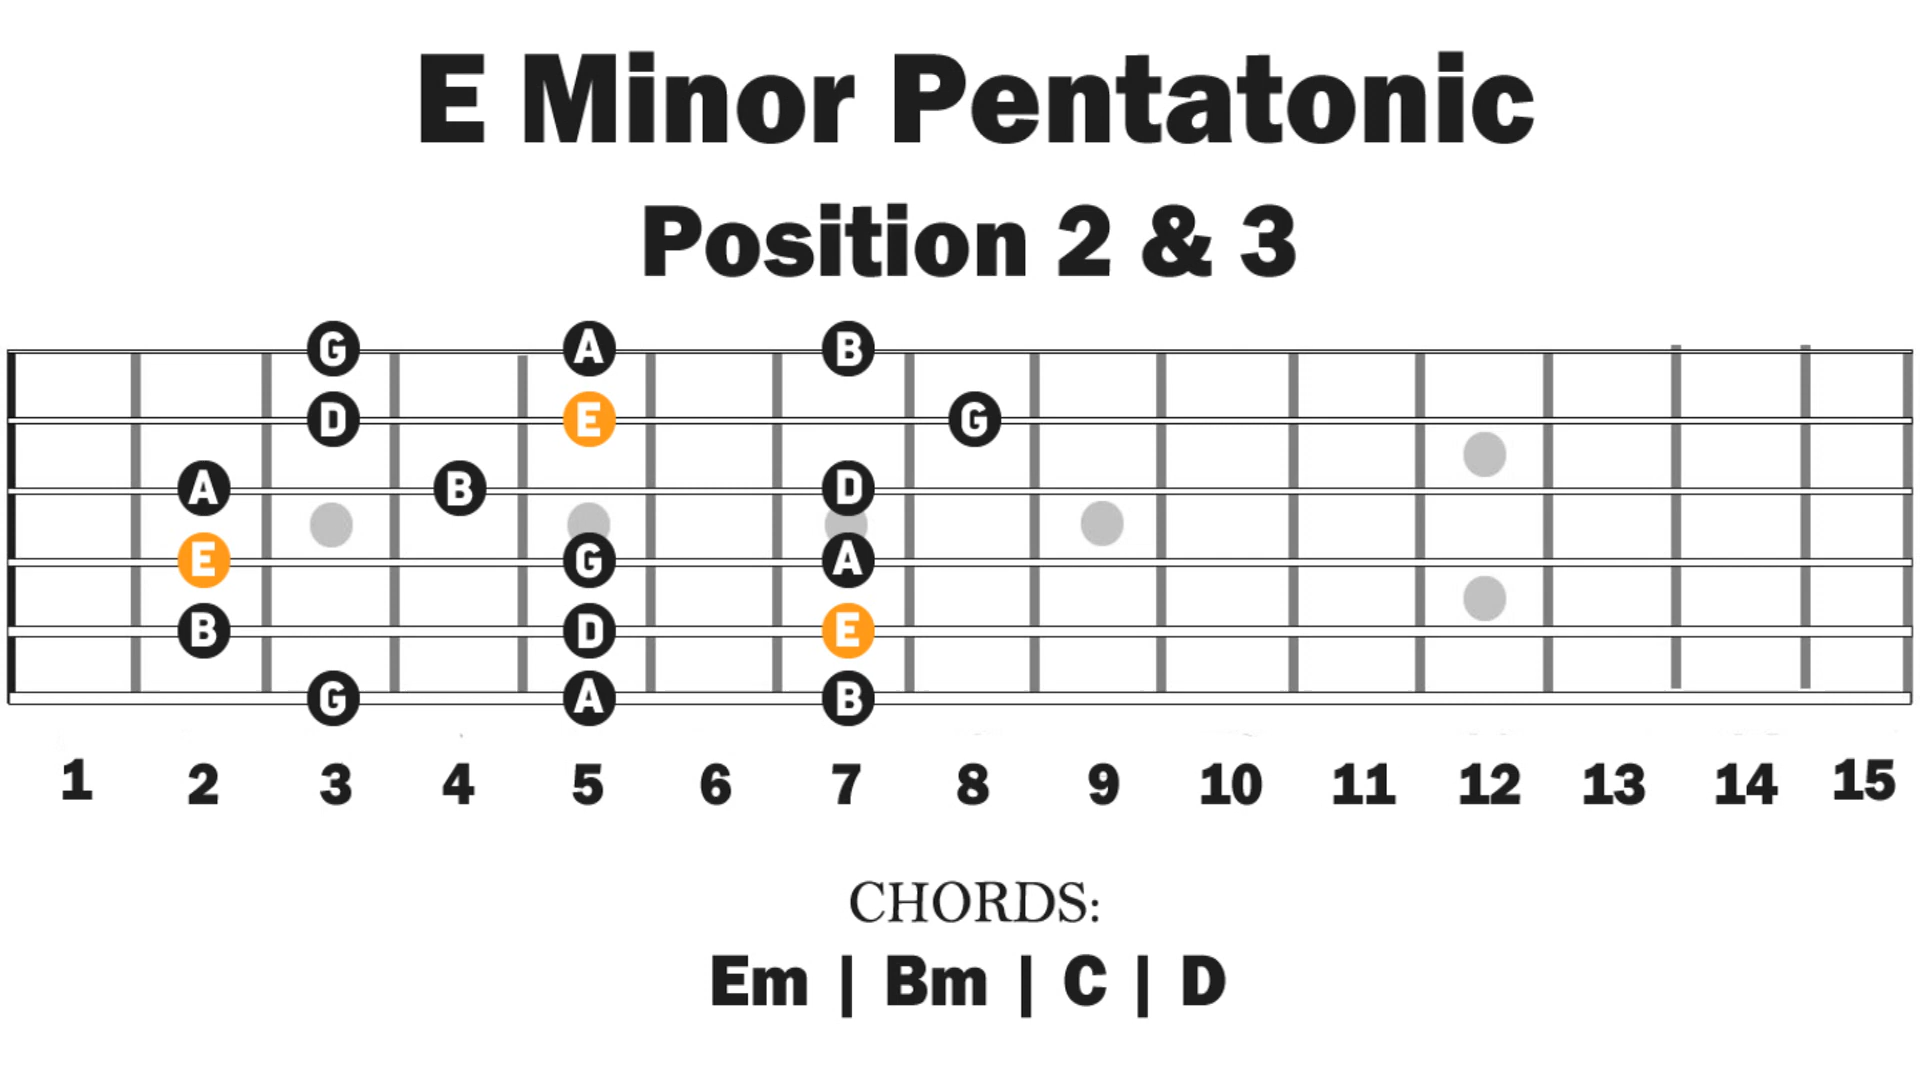 E Minor Pentatonic
Position 2 & 3
G A B
D E G
A B D
E G A
B D E
G A B
1 2 3 4 5 6 7 8 9 10 11 12 13 14 15
CHORDS:
Em | Bm | C | D